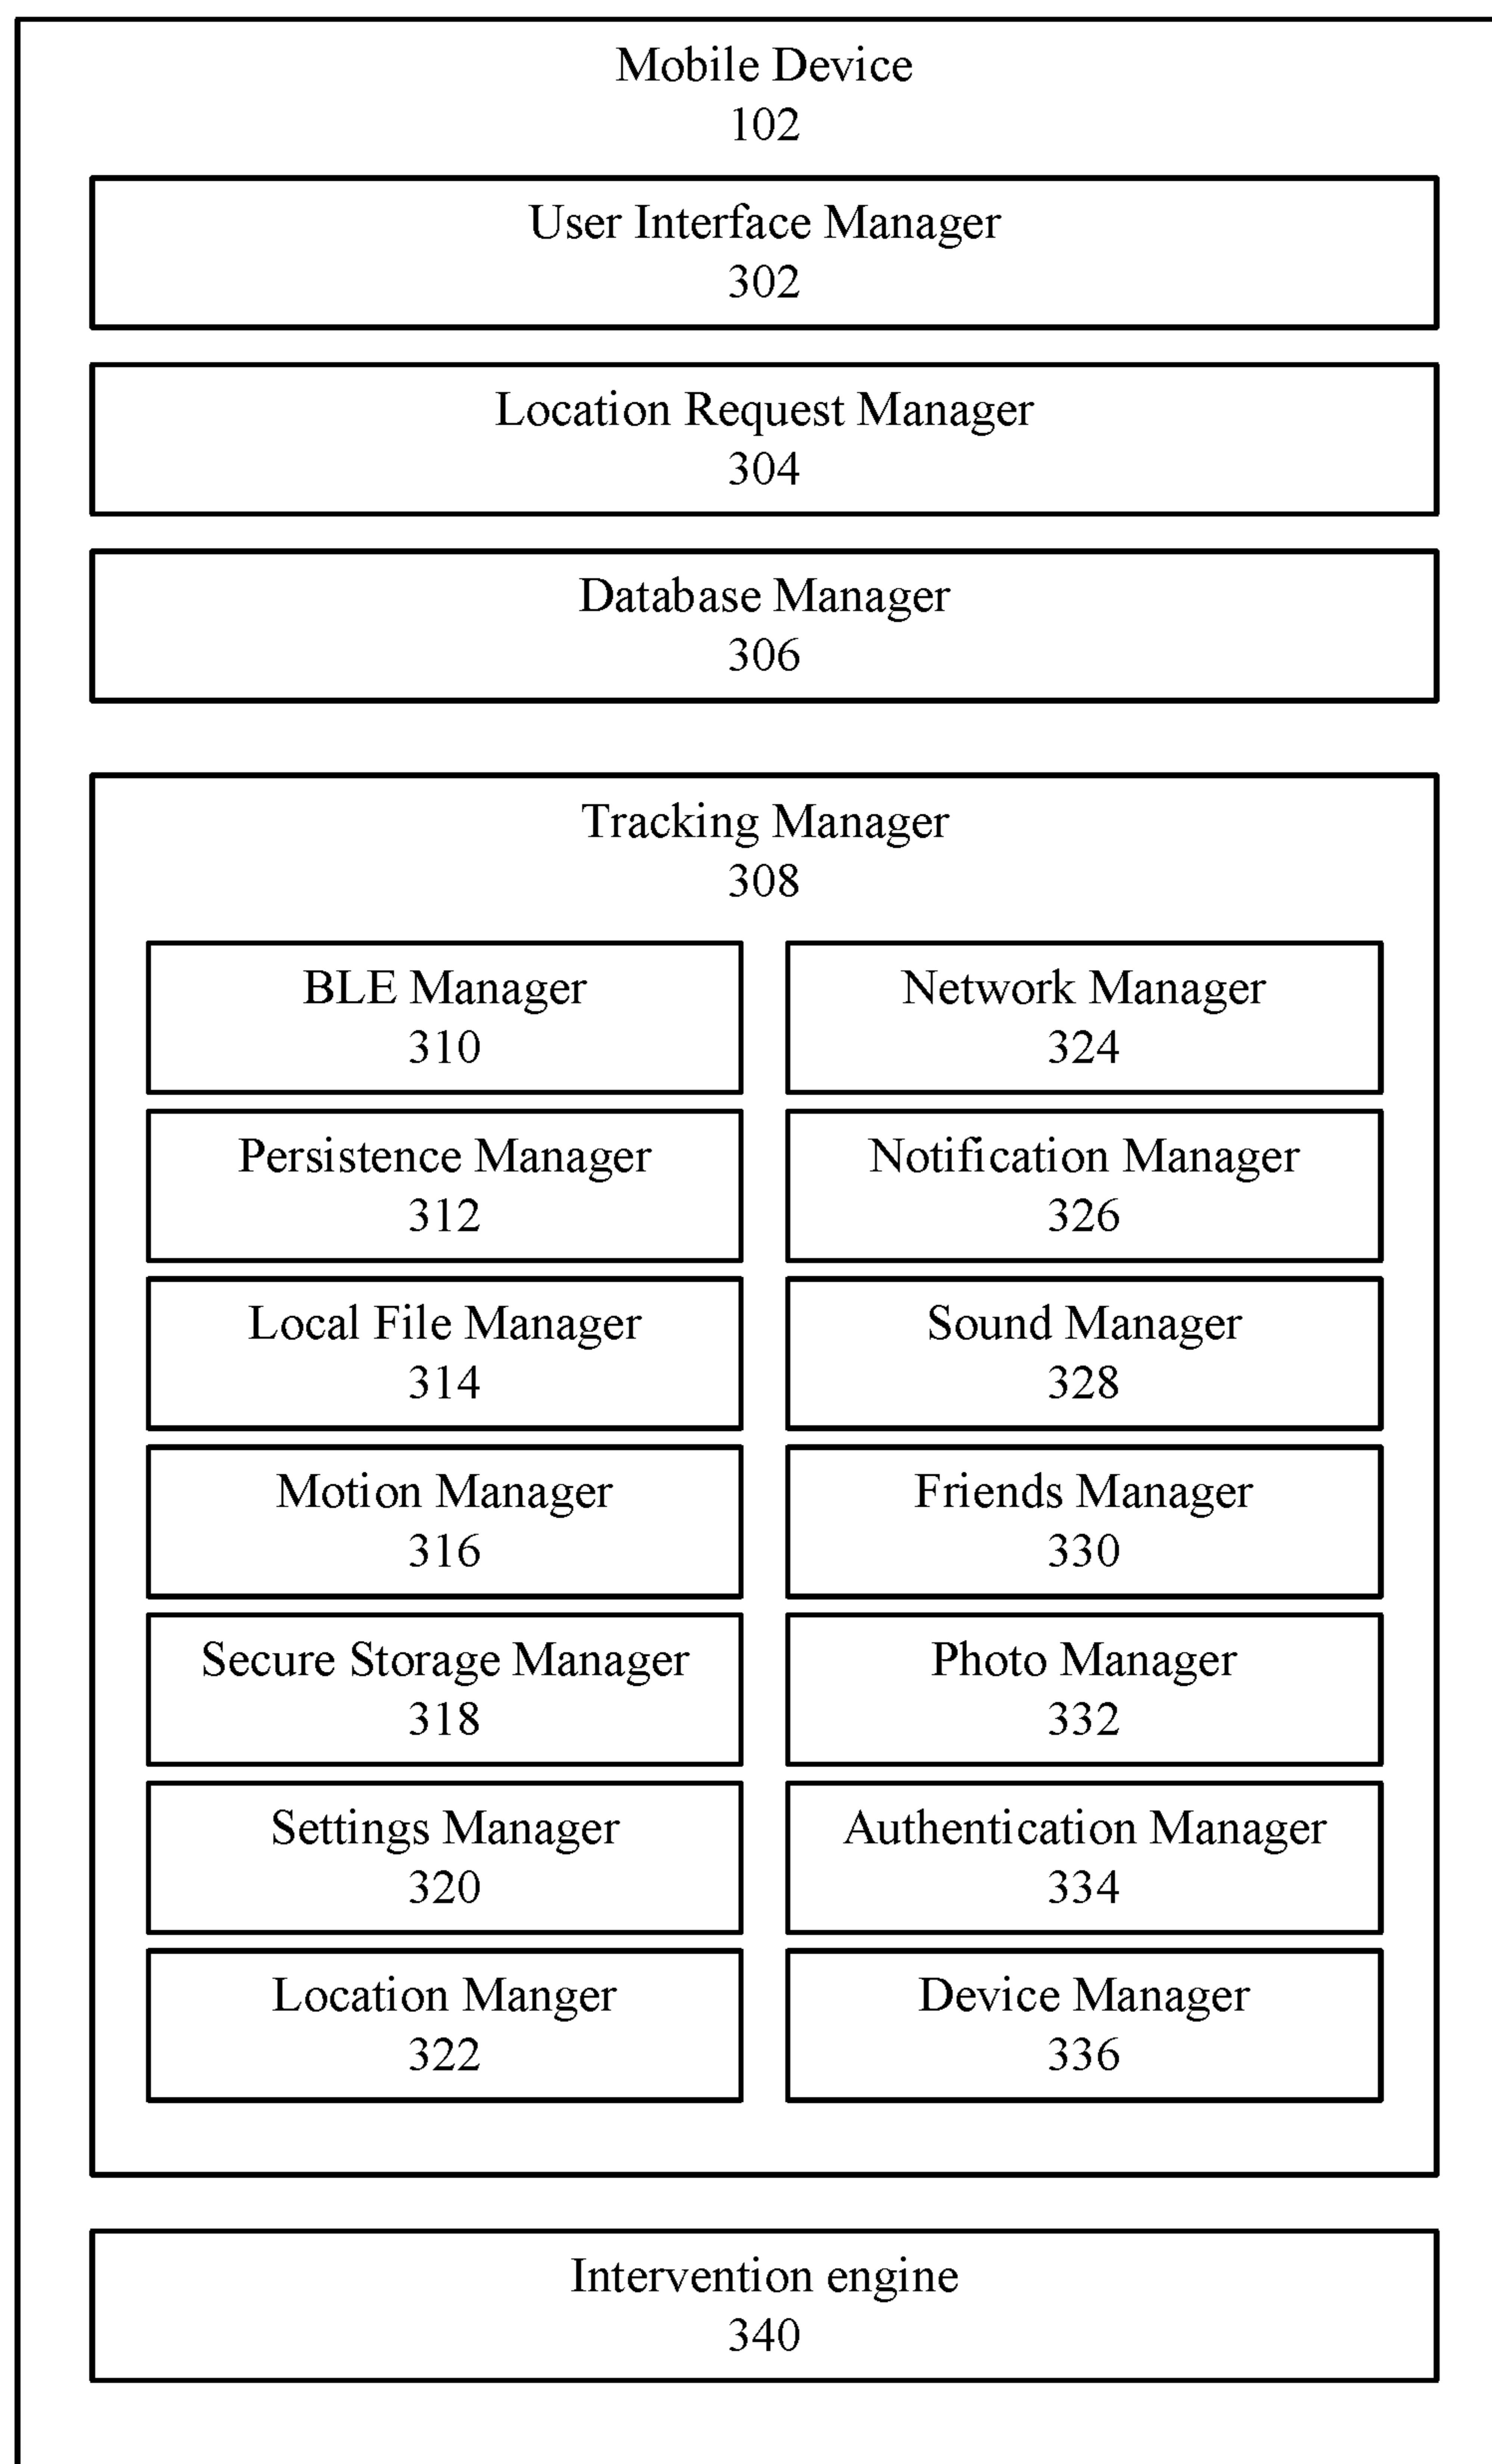 Mobile Device
102
User Interface Manager
302
Location Request Manager
304
Database Manager
306
Tracking Manager
308
BLE Manager
310
Network Manager
324
Persistence Manager
312
Notification Manager
326
Local File Manager
314
Sound Manager
328
Motion Manager
316
Friends Manager
330
Secure Storage Manager
318
Photo Manager
332
Settings Manager
320
Authentication Manager
334
Location Manger
322
Device Manager
336
Intervention engine
340